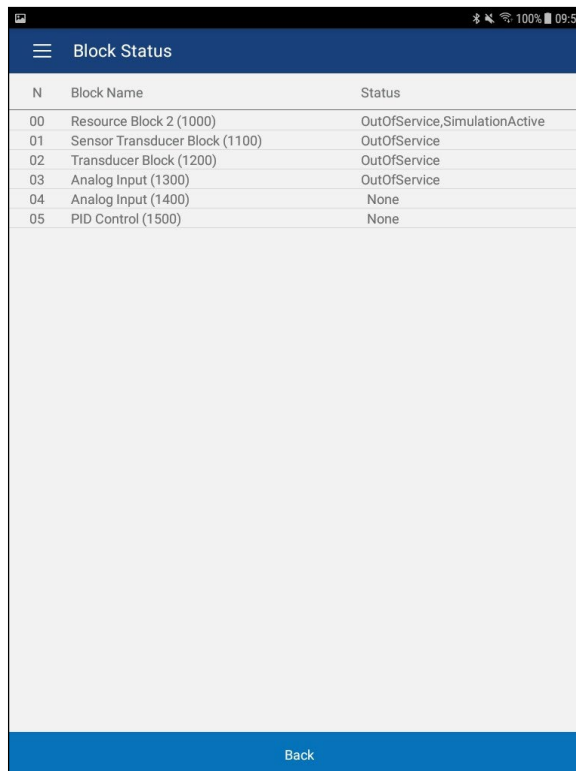 100% 09:5
Block Status
N Block Name Status
00 Resource Block 2 (1000) OutOfService,SimulationActive
01 Sensor Transducer Block (1100) OutOfService
02 Transducer Block (1200) OutOfService
03 Analog Input (1300) OutOfService
04 Analog Input (1400) None
05 PID Control (1500) None
Back